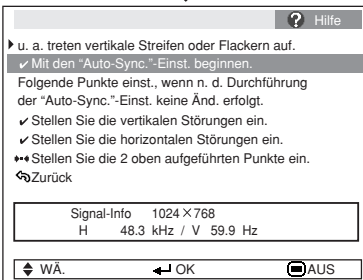 ? Hilfe
u. a. treten vertikale Streifen oder Flackern auf.
✔ Mit den “Auto-Sync.”-Einst. beginnen.
Folgende Punkte einst., wenn n. d. Durchführung
der “Auto-Sync.”-Einst. keine Änd. erfolgt.
✔ Stellen Sie die vertikalen Störungen ein.
✔ Stellen Sie die horizontalen Störungen ein.
Stellen Sie die 2 oben aufgeführten Punkte ein.
Zurück
Signal-Info 1024×768
H 48.3 kHz / V 59.9 Hz
WÄ. OK AUS